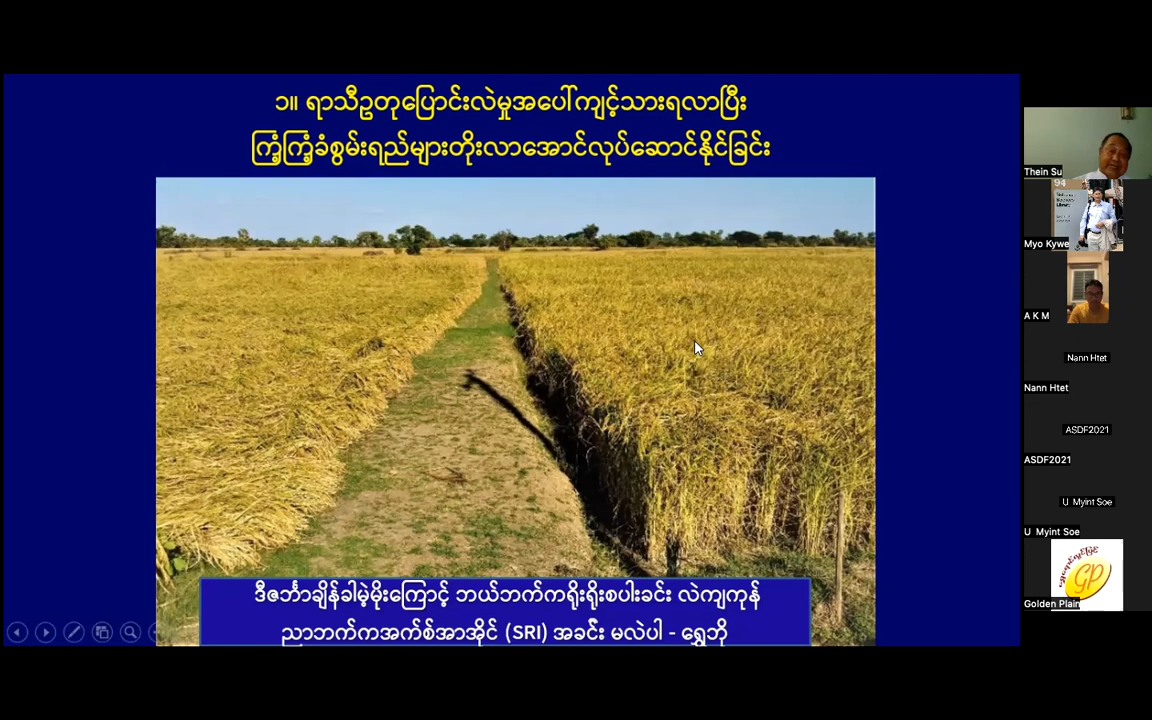 ၁။ ရာသီဥတုပြောင်းလဲမှုအပေါ်ကျင့်သားရလာပြီး
ကြံ့ကြံ့ခံစွမ်းရည်များတိုးလာအောင်လုပ်ဆောင်နိုင်ခြင်း
ဒီဇင်္ဘာချိန်ခါမဲ့မိုးကြောင့် ဘယ်ဘက်ကရိုးရိုးစပါးခင်း လဲကျကုန်
ညာဘက်ကအက်စ်အာအိုင် (SRI) အခင်း မလဲပါ - ရွှေဘို
Thein Su
94
Library
Myo Kywe
A K M
Nann Htet
Nann Htet
ASDF2021
ASDF2021
U Myint Soe
U Myint Soe
GP
Golden Plain